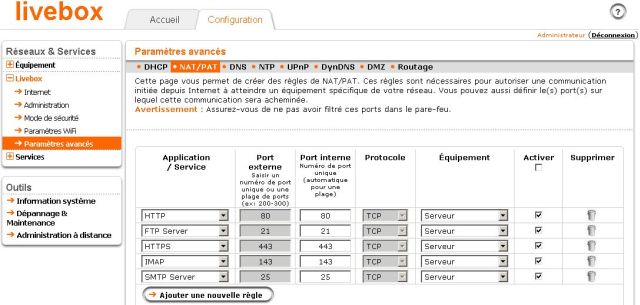 livebox
Accueil
Configuration
?
Administrateur (Déconnexion)
Réseaux & Services
Équipement
Livebox
Internet
Administration
Mode de sécurité
Paramètres WiFi
Paramètres avancés
Services
Outils
Information système
Dépannage &
Maintenance
Administration à distance
Paramètres avancés
• DHCP • NAT/PAT • DNS • NTP • UPnP • DynDNS • DMZ • Routage
Cette page vous permet de créer des règles de NAT/PAT. Ces règles sont nécessaires pour autoriser une communication
initiée depuis Internet à atteindre un équipement spécifique de votre réseau. Vous pouvez aussi définir le(s) port(s) sur
lequel cette communication sera acheminée.
Avertissement : Assurez-vous de ne pas avoir filtré ces ports dans le pare-feu.
Application
/ Service
Port
externe
Saisir un
numéro de port
unique ou une
plage de ports
(ex: 200-300)
Port interne
Numéro de port
unique
(automatique
pour une
plage)
Protocole
Équipement
Activer
Supprimer
HTTP 80 80 TCP Serveur
FTP Server 21 21 TCP Serveur
HTTPS 443 443 TCP Serveur
IMAP 143 143 TCP Serveur
SMTP Server 25 25 TCP Serveur
Ajouter une nouvelle règle